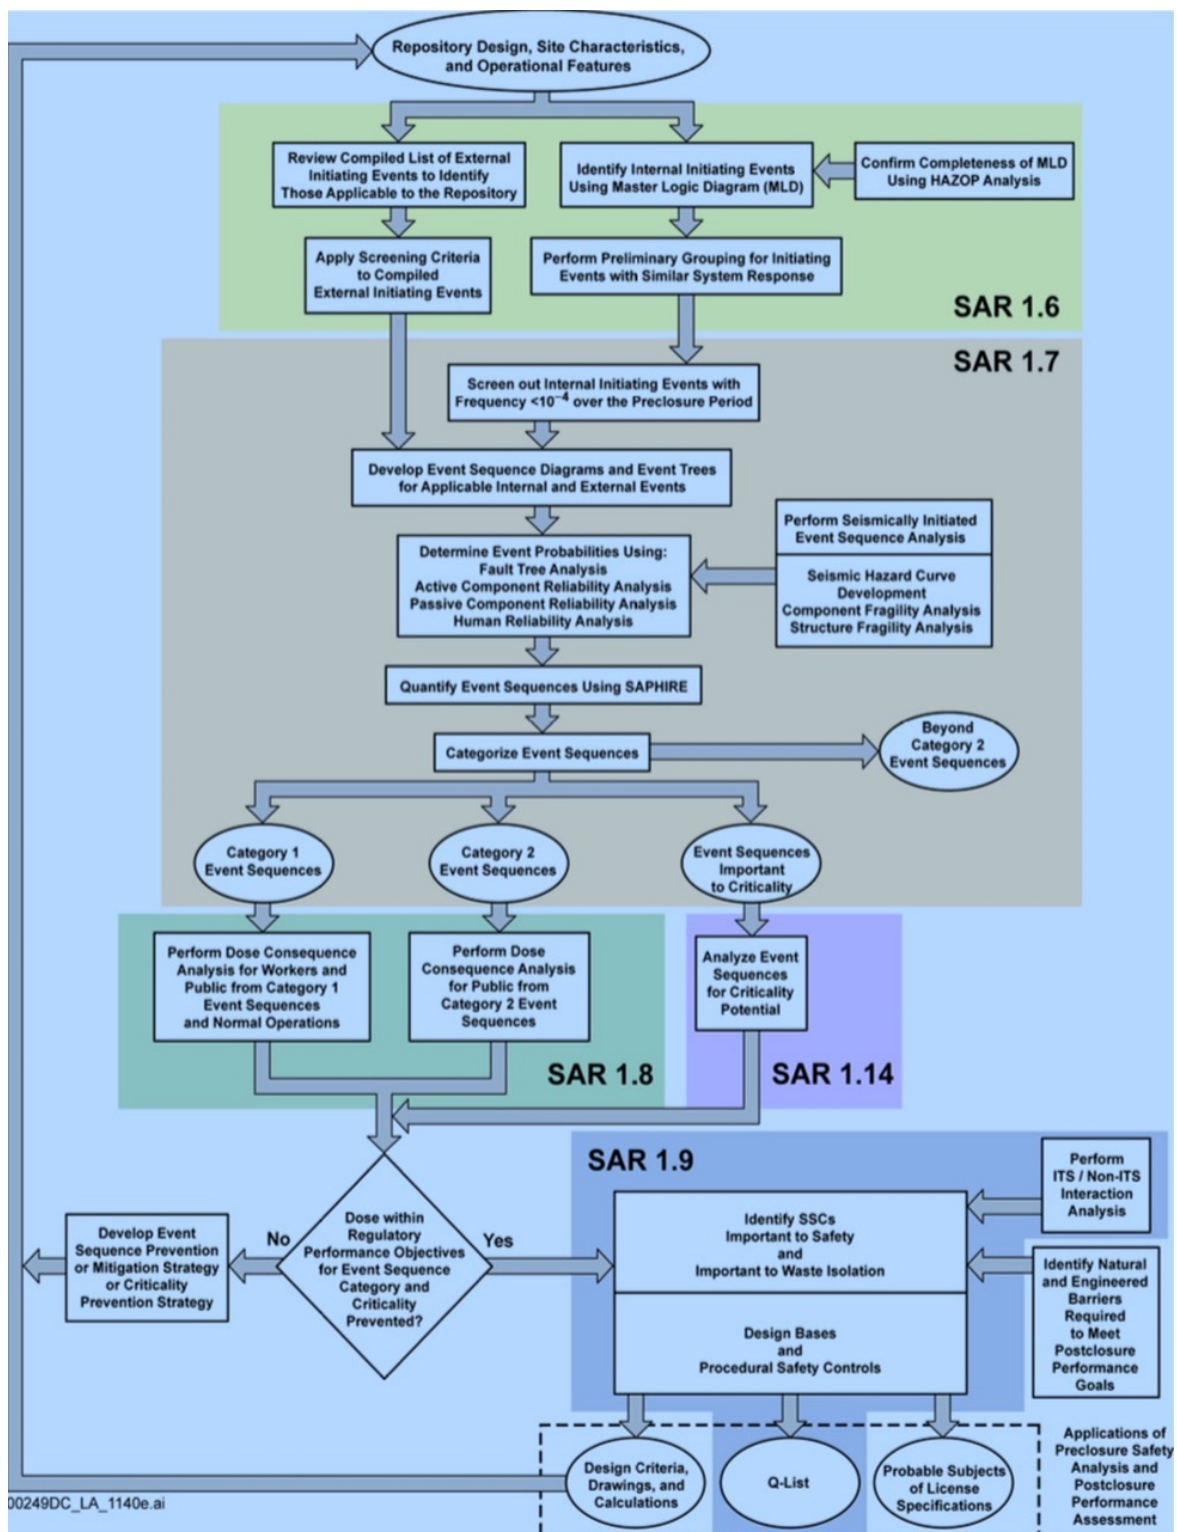 Repository Design, Site Characteristics,
and Operational Features
Review Compiled List of External
Initiating Events to Identify
Those Applicable to the Repository
Identify Internal Initiating Events
Using Master Logic Diagram (MLD)
Confirm Completeness of MLD
Using HAZOP Analysis
Apply Screening Criteria
to Compiled
External Initiating Events
Perform Preliminary Grouping for Initiating
Events with Similar System Response
SAR 1.6
SAR 1.7
Screen out Internal Initiating Events with
Frequency <10⁻⁴ over the Preclosure Period
Develop Event Sequence Diagrams and Event Trees
for Applicable Internal and External Events
Determine Event Probabilities Using:
Fault Tree Analysis
Active Component Reliability Analysis
Passive Component Reliability Analysis
Human Reliability Analysis
Perform Seismically Initiated
Event Sequence Analysis
Seismic Hazard Curve
Development
Component Fragility Analysis
Structure Fragility Analysis
Quantify Event Sequences Using SAPHIRE
Categorize Event Sequences
Beyond
Category 2
Event Sequences
Category 1
Event Sequences
Category 2
Event Sequences
Event Sequences
Important
to Criticality
Perform Dose Consequence
Analysis for Workers and
Public from Category 1
Event Sequences
and Normal Operations
Perform Dose
Consequence Analysis
for Public from
Category 2 Event
Sequences
Analyze Event
Sequences
for Criticality
Potential
SAR 1.8
SAR 1.14
SAR 1.9
Perform
ITS / Non-ITS
Interaction
Analysis
Develop Event
Sequence Prevention
or Mitigation Strategy
or Criticality
Prevention Strategy
No
Dose within
Regulatory
Performance Objectives
for Event Sequence
Category and
Criticality
Prevented?
Yes
Identify SSCs
Important to Safety
and
Important to Waste Isolation
Design Bases
and
Procedural Safety Controls
Identify Natural
and Engineered
Barriers
Required
to Meet
Postclosure
Performance
Goals
Design Criteria,
Drawings, and
Calculations
Q-List
Probable Subjects
of License
Specifications
Applications of
Preclosure Safety
Analysis and
Postclosure
Performance
Assessment
00249DC_LA_1140e.ai